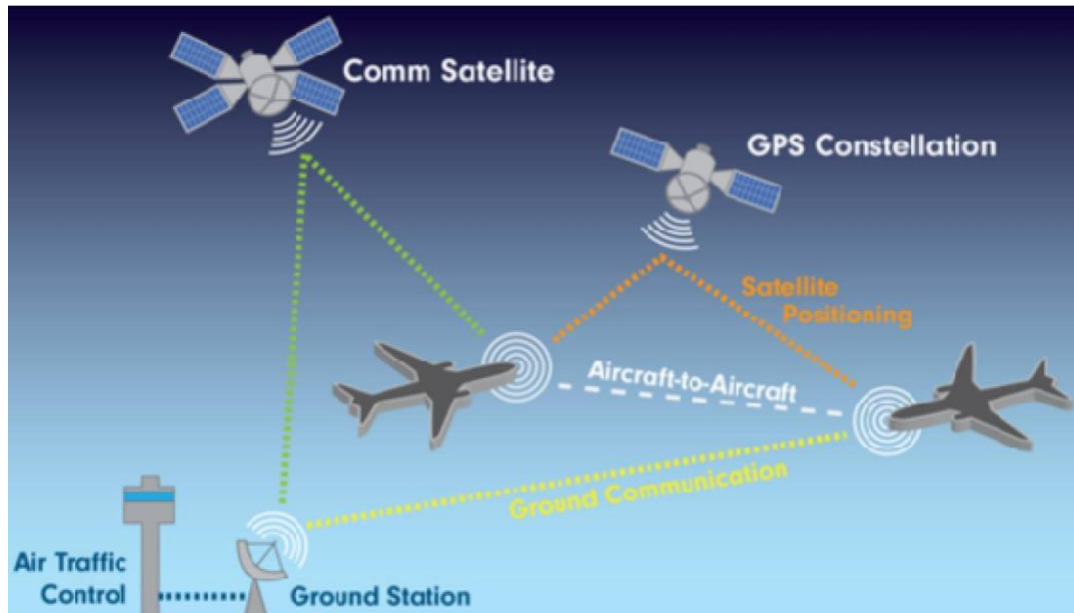 Comm Satellite
GPS Constellation
Satellite
Positioning
Aircraft-to-Aircraft
Ground Communication
Air Traffic
Control
Ground Station